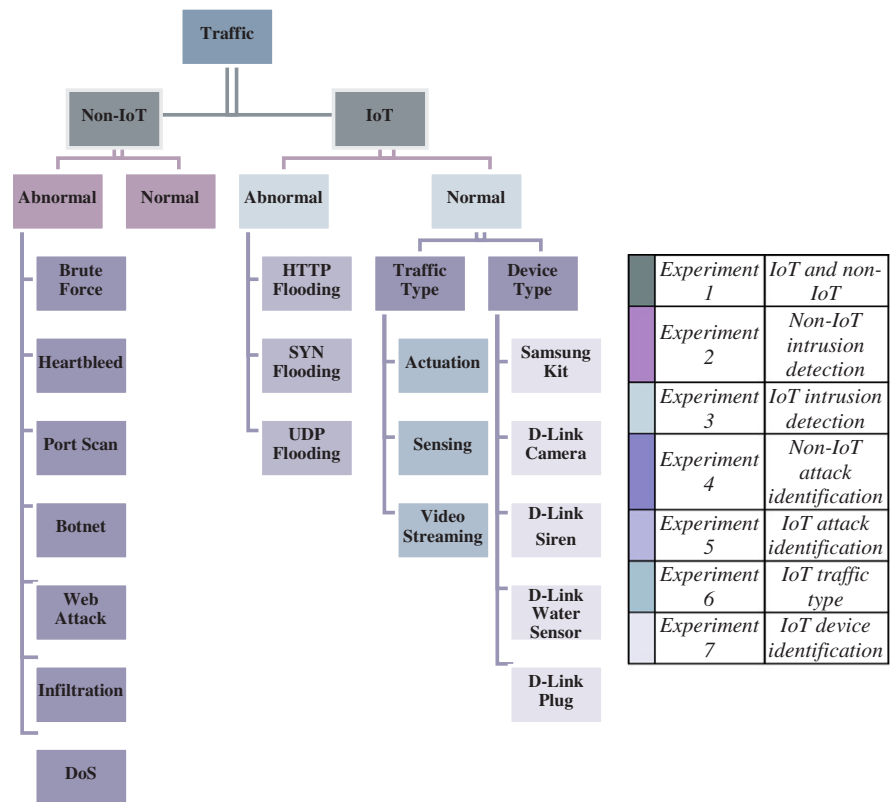 Traffic
Non-IoT
IoT
Abnormal
Normal
Abnormal
Normal
Brute
Force
Heartbleed
Port Scan
Botnet
Web
Attack
Infiltration
DoS
HTTP
Flooding
SYN
Flooding
UDP
Flooding
Traffic
Type
Actuation
Sensing
Video
Streaming
Device
Type
Samsung
Kit
D-Link
Camera
D-Link
Siren
D-Link
Water
Sensor
D-Link
Plug
Experiment
1
IoT and non-
IoT
Experiment
2
Non-IoT
intrusion
detection
Experiment
3
IoT intrusion
detection
Experiment
4
Non-IoT
attack
identification
Experiment
5
IoT attack
identification
Experiment
6
IoT traffic
type
Experiment
7
IoT device
identification